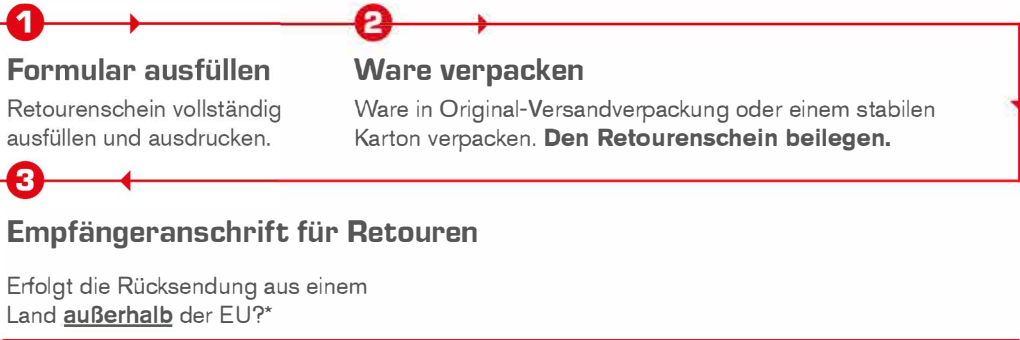 1
2
Formular ausfüllen
Retourenschein vollständig
ausfüllen und ausdrucken.
Ware verpacken
Ware in Original-Versandverpackung oder einem stabilen
Karton verpacken. Den Retourenschein beilegen.
3
Empfängeranschrift für Retouren
Erfolgt die Rücksendung aus einem
Land außerhalb der EU?*